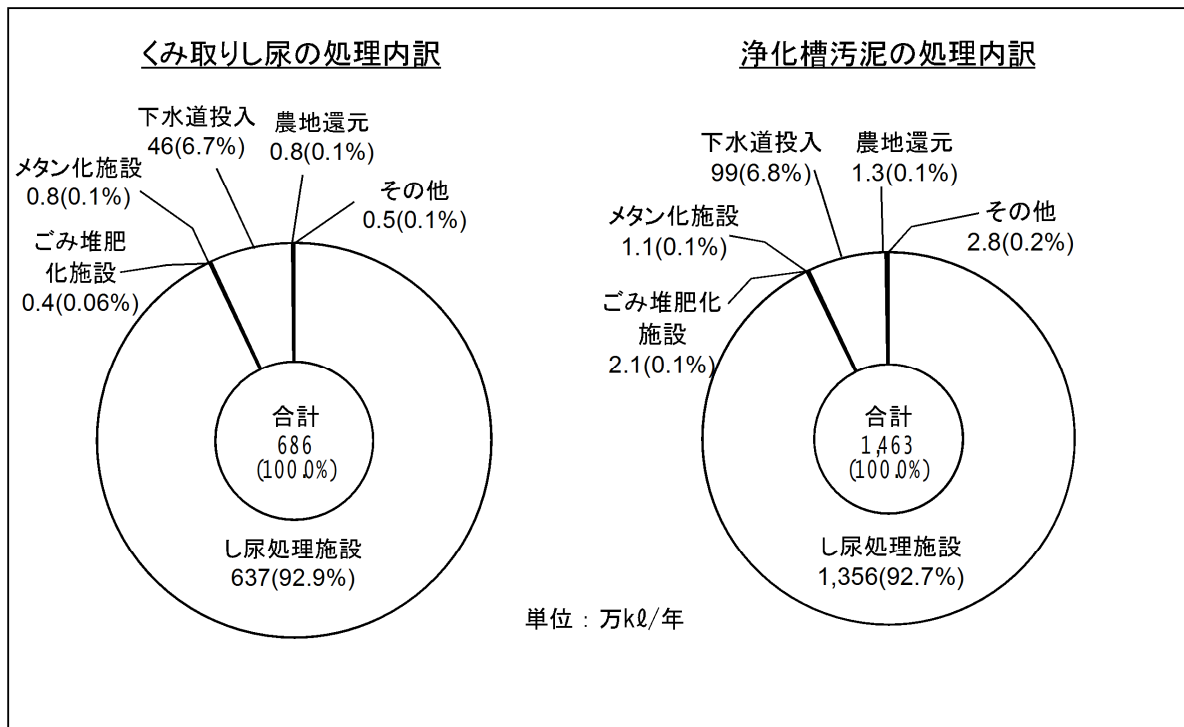 くみ取りし尿の処理内訳
下水道投入
46(6.7%)
農地還元
0.8(0.1%)
メタン化施設
0.8(0.1%)
その他
0.5(0.1%)
ごみ堆肥
化施設
0.4(0.06%)
合計
686
(100.0%)
し尿処理施設
637(92.9%)
浄化槽汚泥の処理内訳
下水道投入
99(6.8%)
農地還元
1.3(0.1%)
メタン化施設
1.1(0.1%)
その他
2.8(0.2%)
ごみ堆肥化
施設
2.1(0.1%)
合計
1,463
(100.0%)
し尿処理施設
1,356(92.7%)
単位：万kℓ/年